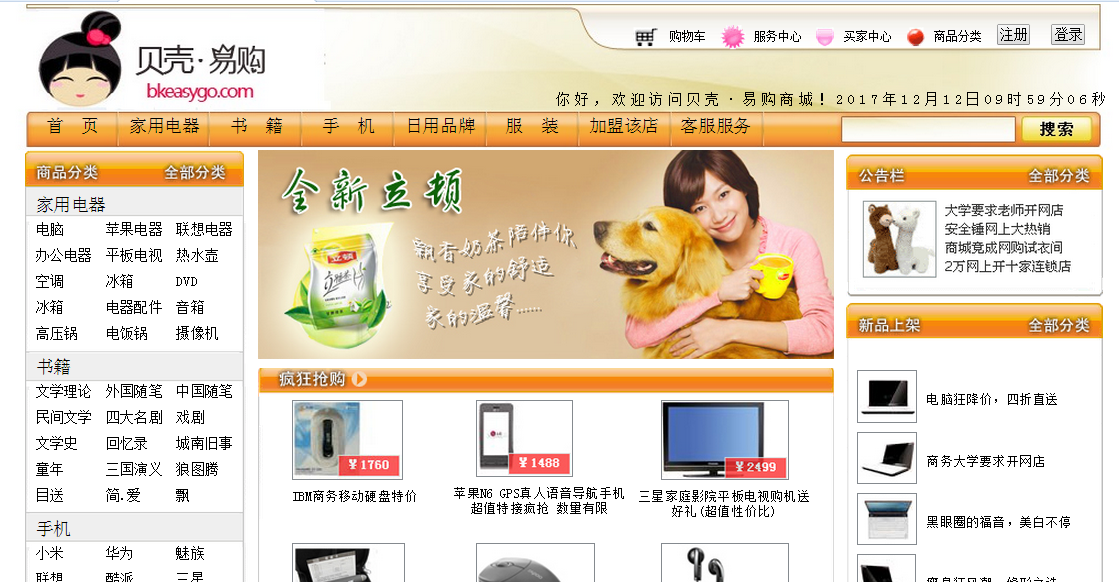 贝壳·易购
bkeasygo.com
购物车 服务中心 买家中心 商品分类 注册 登录
你好，欢迎访问贝壳·易购商城！2017年12月12日09时59分06秒
首 页 家用电器 书 籍 手 机 日用品牌 服 装 加盟该店 客服服务 搜索
商品分类 全部分类
家用电器
电脑 苹果电器 联想电器
办公电器 平板电视 热水壶
空调 冰箱 DVD
冰箱 电器配件 音箱
高压锅 电饭锅 摄像机
书籍
文学理论 外国随笔 中国随笔
民间文学 四大名剧 戏剧
文学史 回忆录 城南旧事
童年 三国演义 狼图腾
目送 简.爱 飘
手机
小米 华为 魅族
联想 酷派 三星
全新立顿
飘香奶茶陪伴你
享受家的舒适
家的温馨……
立顿
疯狂抢购
¥ 1760
¥ 1488
¥ 2499
IBM商务移动硬盘特价
苹果N6 GPS真人语音导航手机
超值特接疯抢 数量有限
三星家庭影院平板电视购机送
好礼(超值性价比)
公告栏 全部分类
大学要求老师开网店
安全锤网上大热销
商城竟成网购试衣间
2万网上开十家连锁店
新品上架 全部分类
电脑狂降价，四折直送
商务大学要求开网店
黑眼圈的福音，美白不停